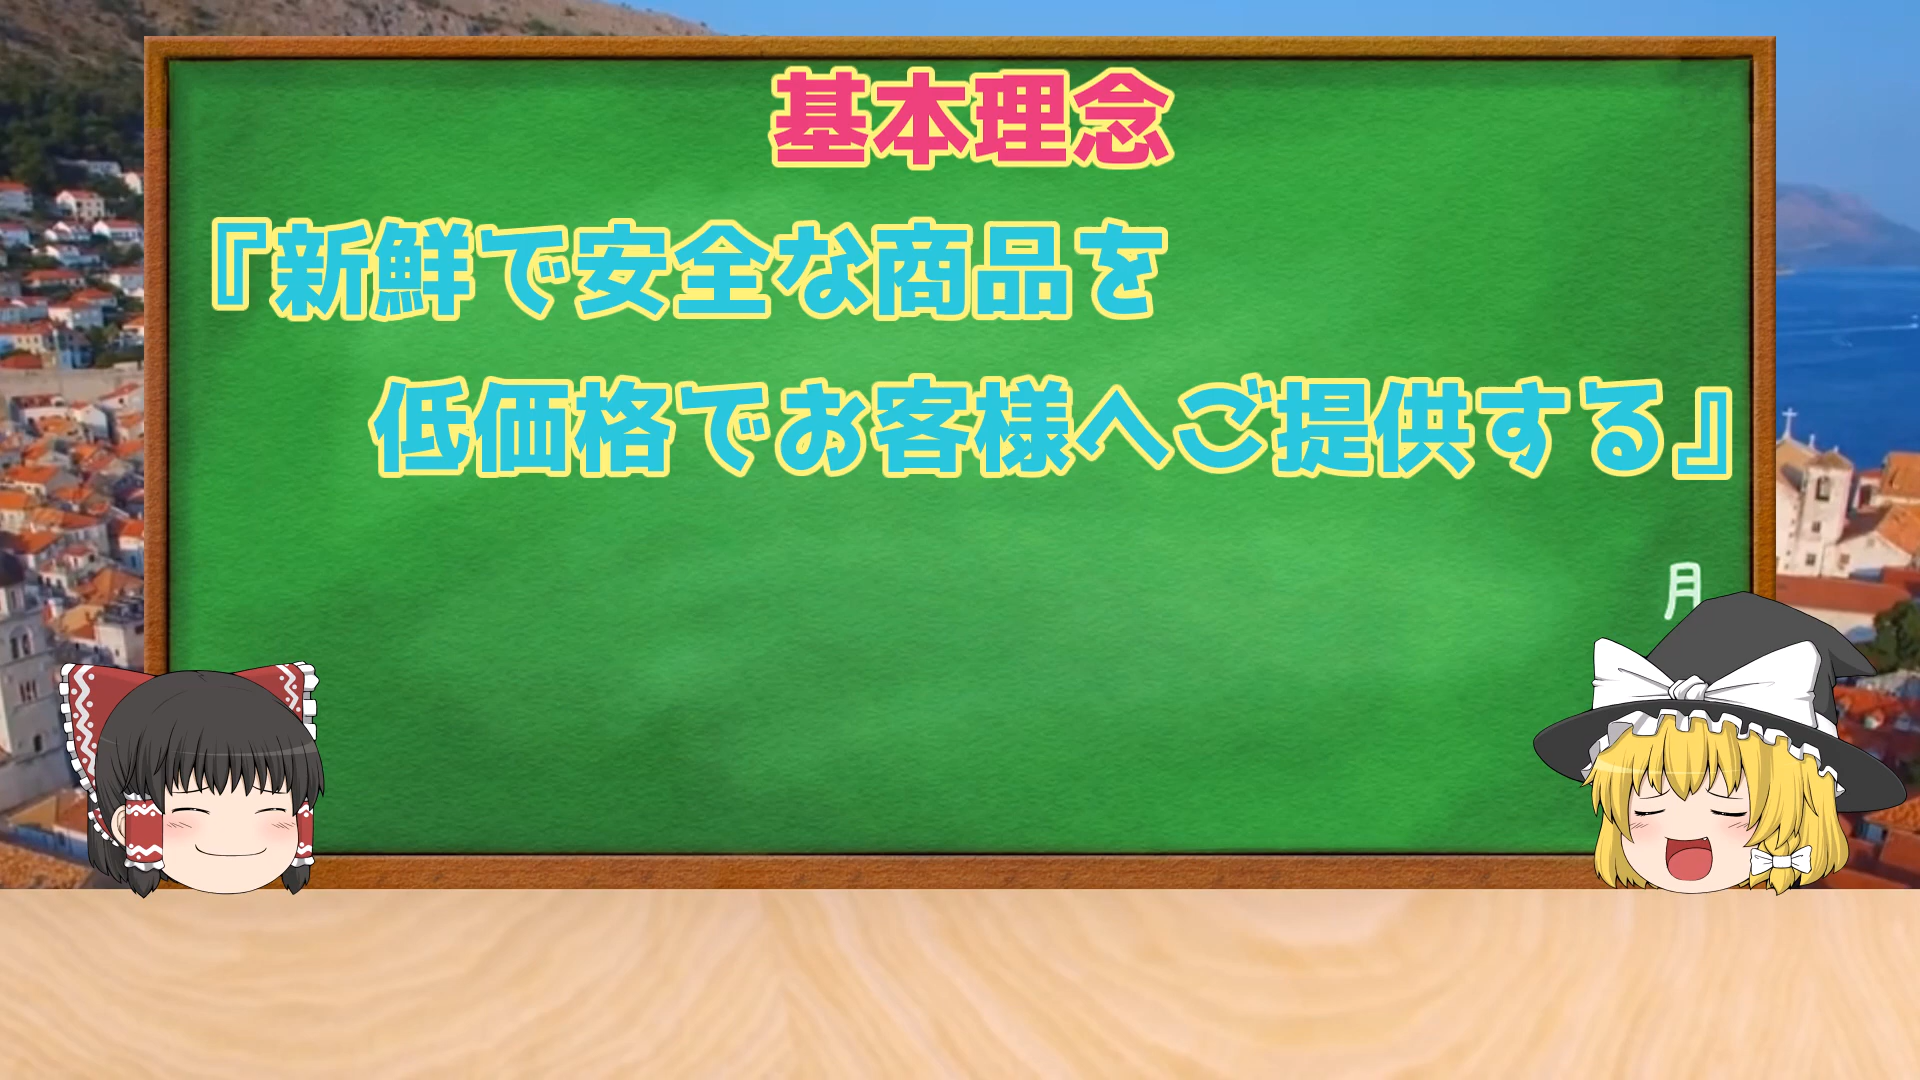 基本理念
『新鮮で安全な商品を
低価格でお客様へご提供する』
月